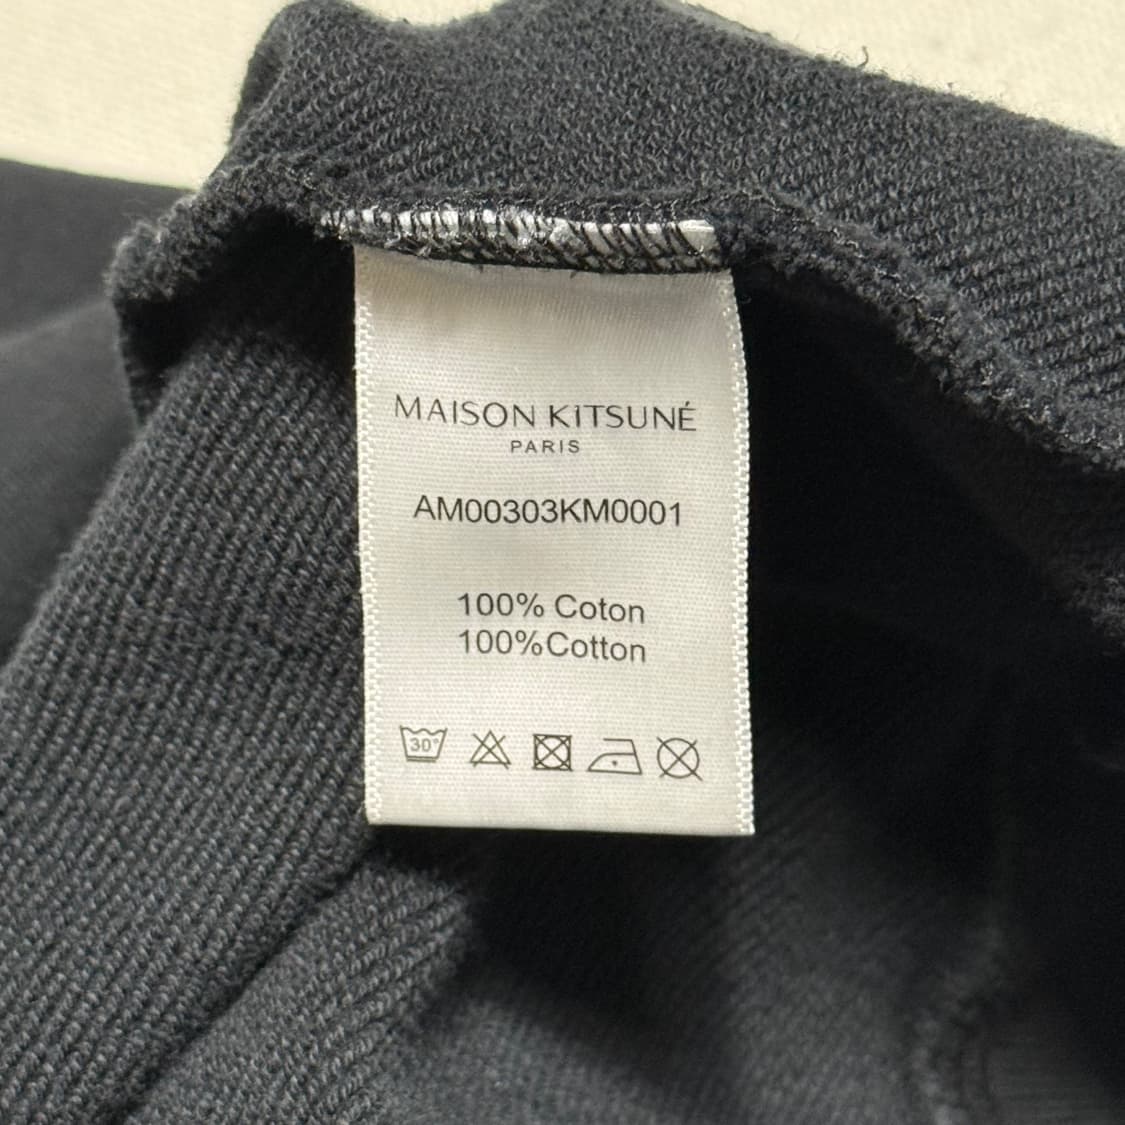 MAISON KITSUNÉ
PARIS
AM00303KM0001
100% Coton
100%Cotton
30°